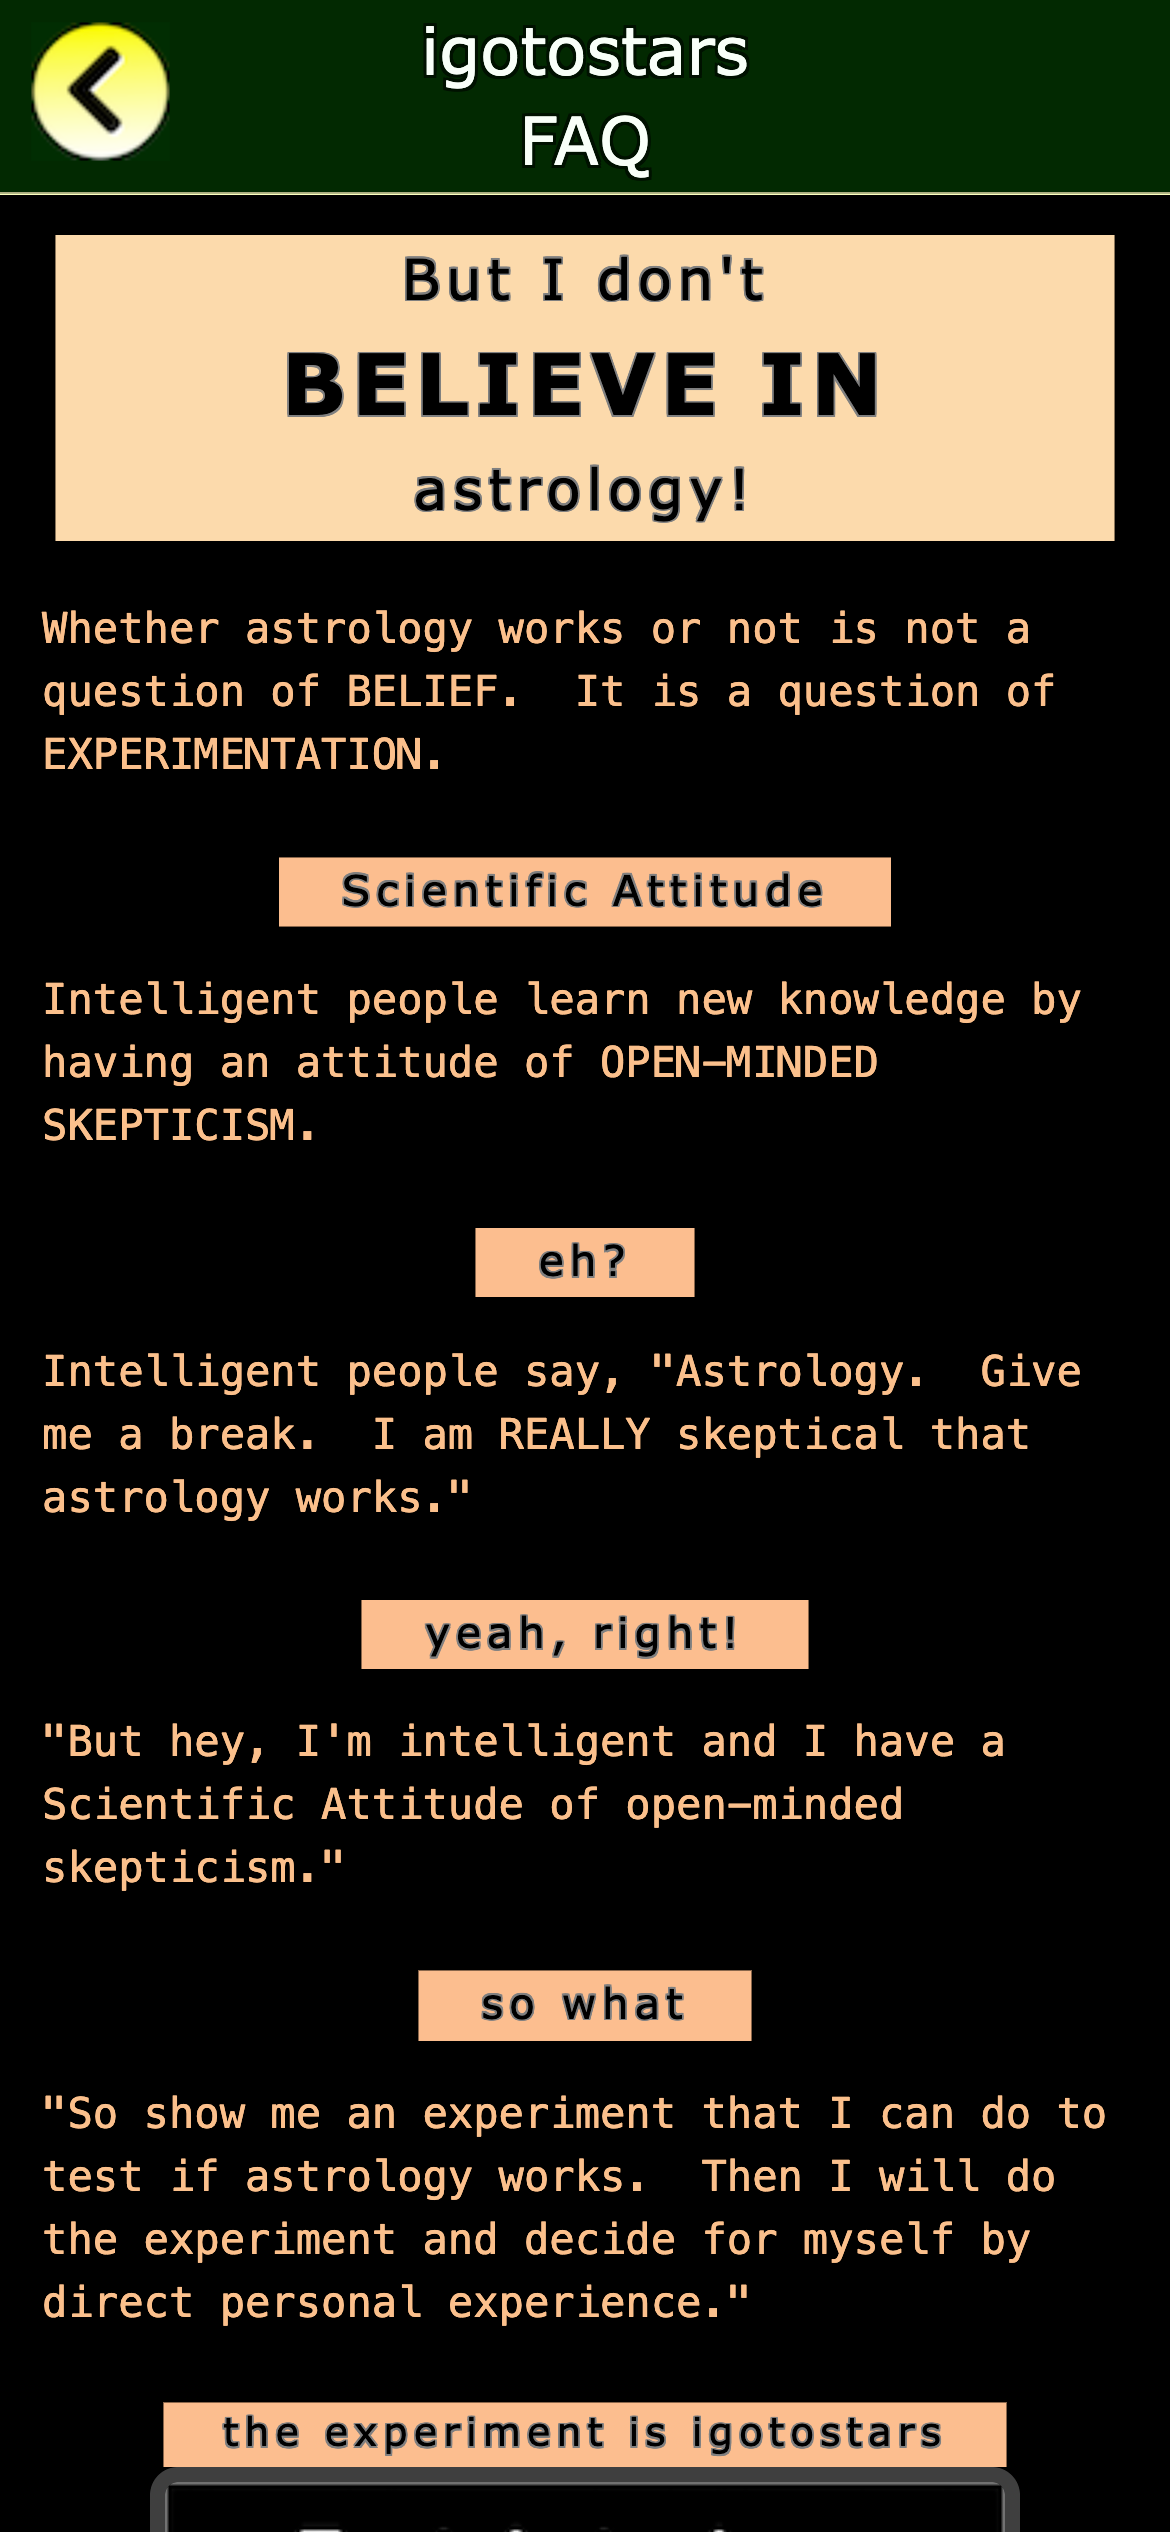 igotostars
FAQ
But I don't
BELIEVE IN
astrology!
Whether astrology works or not is not a
question of BELIEF.  It is a question of
EXPERIMENTATION.
Scientific Attitude
Intelligent people learn new knowledge by
having an attitude of OPEN–MINDED
SKEPTICISM.
eh?
Intelligent people say, "Astrology.  Give
me a break.  I am REALLY skeptical that
astrology works."
yeah, right!
"But hey, I'm intelligent and I have a
Scientific Attitude of open–minded
skepticism."
so what
"So show me an experiment that I can do to
test if astrology works.  Then I will do
the experiment and decide for myself by
direct personal experience."
the experiment is igotostars